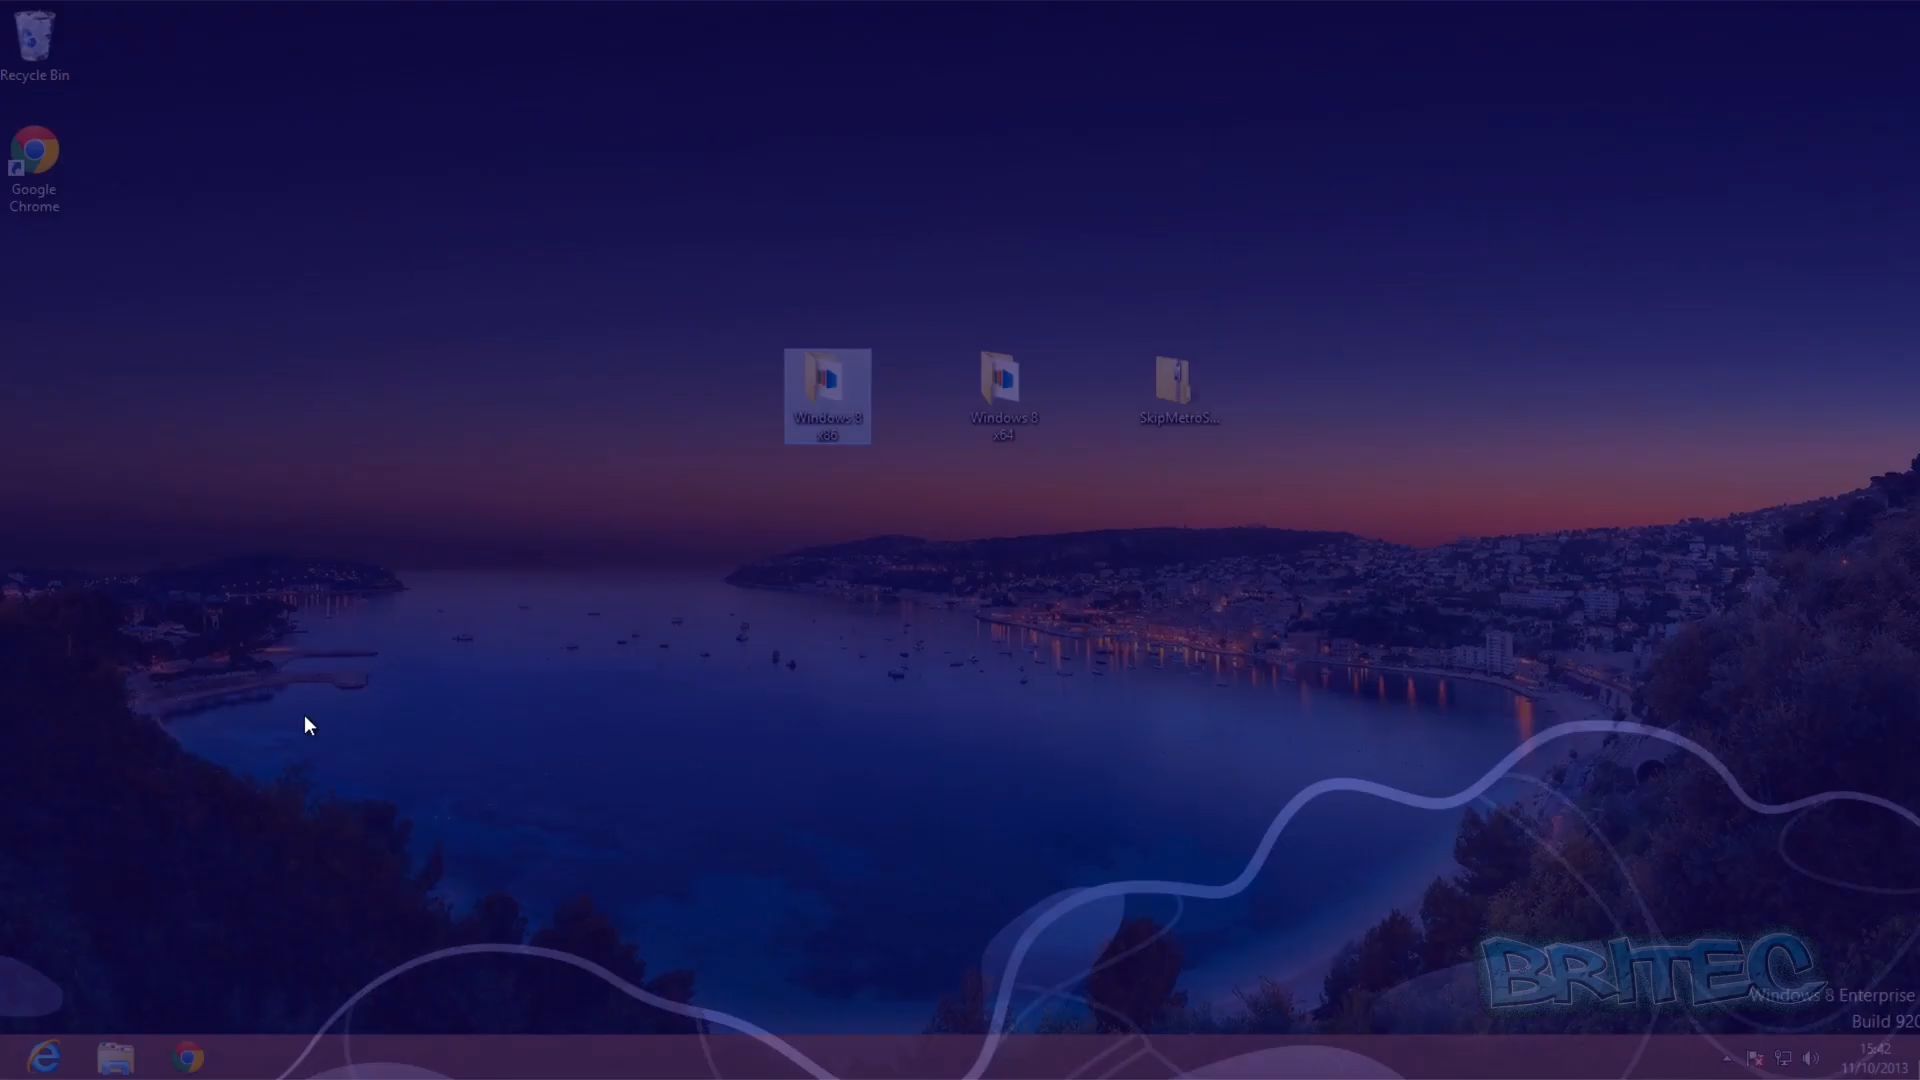 Recycle Bin
Google
Chrome
Windows 8
x86
Windows 8
x64
SkipMetroS...
BRITEC
Windows 8 Enterprise
Build 920
15:42
11/10/2013